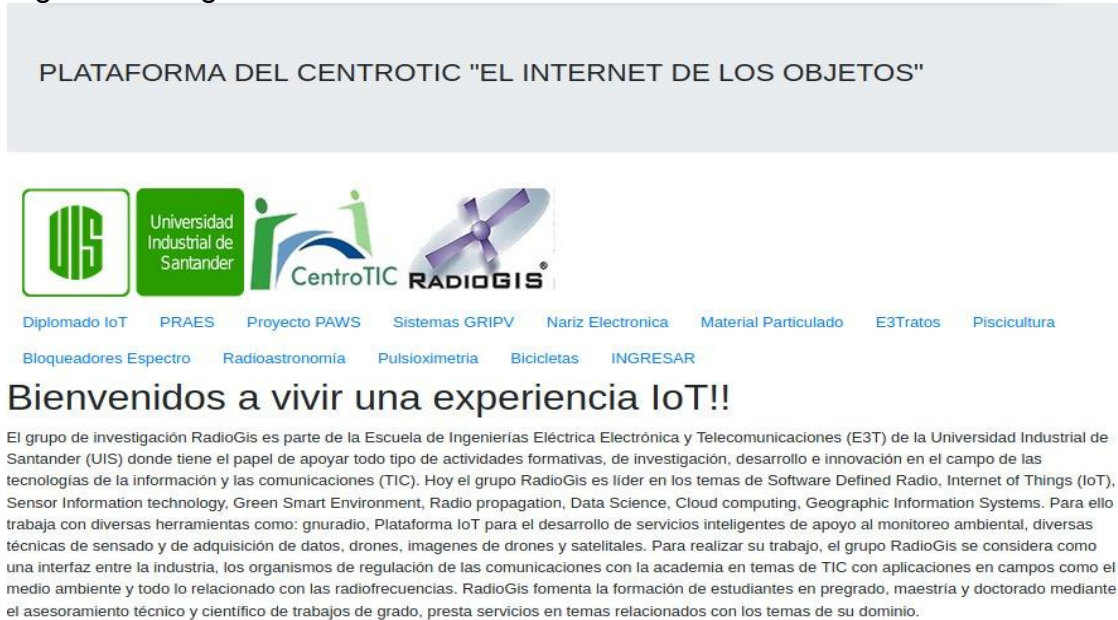 PLATAFORMA DEL CENTROTIC "EL INTERNET DE LOS OBJETOS"
UIS
Universidad
Industrial de
Santander
CentroTIC
RADIOGIS®
Diplomado IoT PRAES Proyecto PAWS Sistemas GRIPV Nariz Electronica Material Particulado E3Tratos Piscicultura
Bloqueadores Espectro Radioastronomía Pulsioximetria Bicicletas INGRESAR
Bienvenidos a vivir una experiencia IoT!!
El grupo de investigación RadioGis es parte de la Escuela de Ingenierías Eléctrica Electrónica y Telecomunicaciones (E3T) de la Universidad Industrial de
Santander (UIS) donde tiene el papel de apoyar todo tipo de actividades formativas, de investigación, desarrollo e innovación en el campo de las
tecnologías de la información y las comunicaciones (TIC). Hoy el grupo RadioGis es líder en los temas de Software Defined Radio, Internet of Things (IoT),
Sensor Information technology, Green Smart Environment, Radio propagation, Data Science, Cloud computing, Geographic Information Systems. Para ello
trabaja con diversas herramientas como: gnuradio, Plataforma IoT para el desarrollo de servicios inteligentes de apoyo al monitoreo ambiental, diversas
técnicas de sensado y de adquisición de datos, drones, imagenes de drones y satelitales. Para realizar su trabajo, el grupo RadioGis se considera como
una interfaz entre la industria, los organismos de regulación de las comunicaciones con la academia en temas de TIC con aplicaciones en campos como el
medio ambiente y todo lo relacionado con las radiofrecuencias. RadioGis fomenta la formación de estudiantes en pregrado, maestría y doctorado mediante
el asesoramiento técnico y científico de trabajos de grado, presta servicios en temas relacionados con los temas de su dominio.